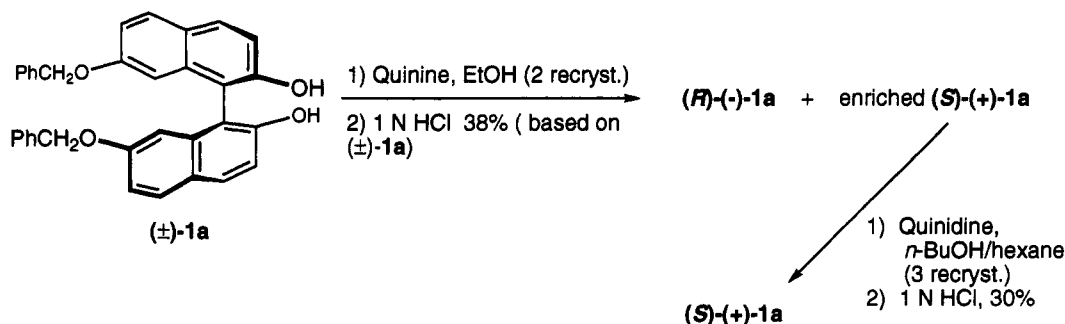 PhCH2O
OH
OH
PhCH2O
(±)-1a
1) Quinine, EtOH (2 recryst.)
2) 1 N HCl 38% ( based on
(±)-1a)
(R)-(-)-1a + enriched (S)-(+)-1a
1) Quinidine,
n-BuOH/hexane
(3 recryst.)
2) 1 N HCl, 30%
(S)-(+)-1a